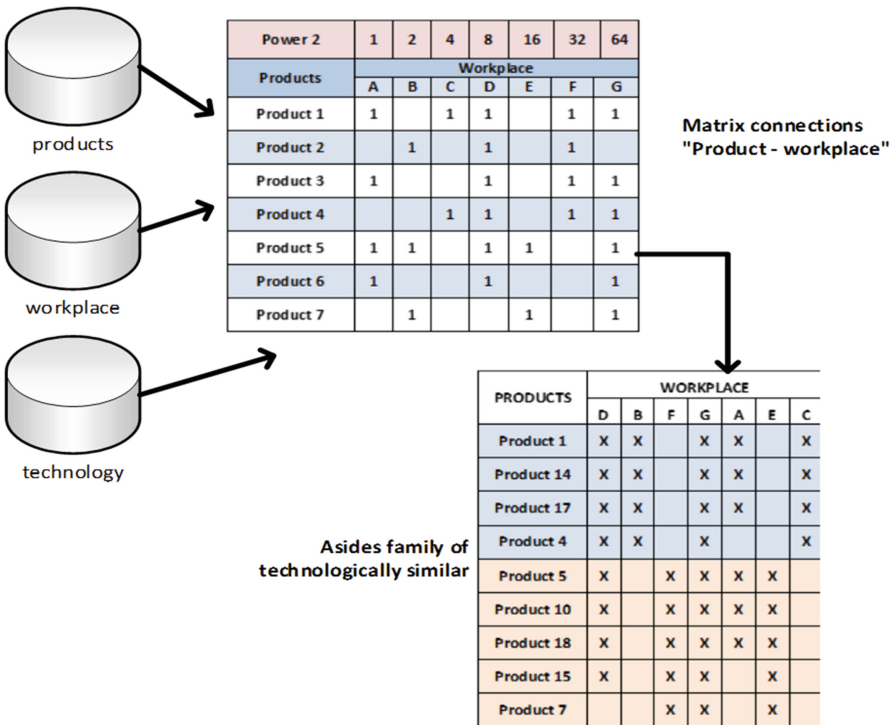 products
workplace
technology
Power 2 1 2 4 8 16 32 64
Products Workplace
A B C D E F G
Product 1 1 1 1 1 1
Product 2 1 1 1
Product 3 1 1 1 1
Product 4 1 1 1 1
Product 5 1 1 1 1 1
Product 6 1 1 1
Product 7 1 1 1
Matrix connections
"Product - workplace"
Asides family of
technologically similar
PRODUCTS WORKPLACE
D B F G A E C
Product 1 X X X X X
Product 14 X X X X X
Product 17 X X X X X
Product 4 X X X X
Product 5 X X X X X
Product 10 X X X X X
Product 18 X X X X X
Product 15 X X X X
Product 7 X X X